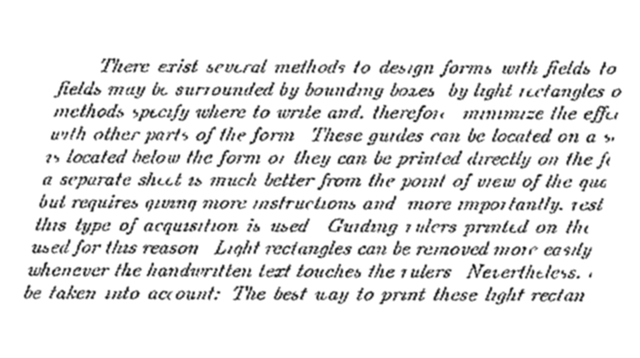 There exist several methods to design forms with fields to
fields may be surrounded by bounding boxes by light rectangles o
methods specify where to write and, therefore minimize the effe
with other parts of the form These guides can be located on a s
is located below the form or they can be printed directly on the fo
a separate sheet is much better from the point of view of the qua
but requires giving more instructions and more importantly, rest
this type of acquisition is used Guiding rulers printed on the
used for this reason Light rectangles can be removed more easily
whenever the handwritten text touches the rulers Nevertheless,
be taken into account: The best way to print these light rectan